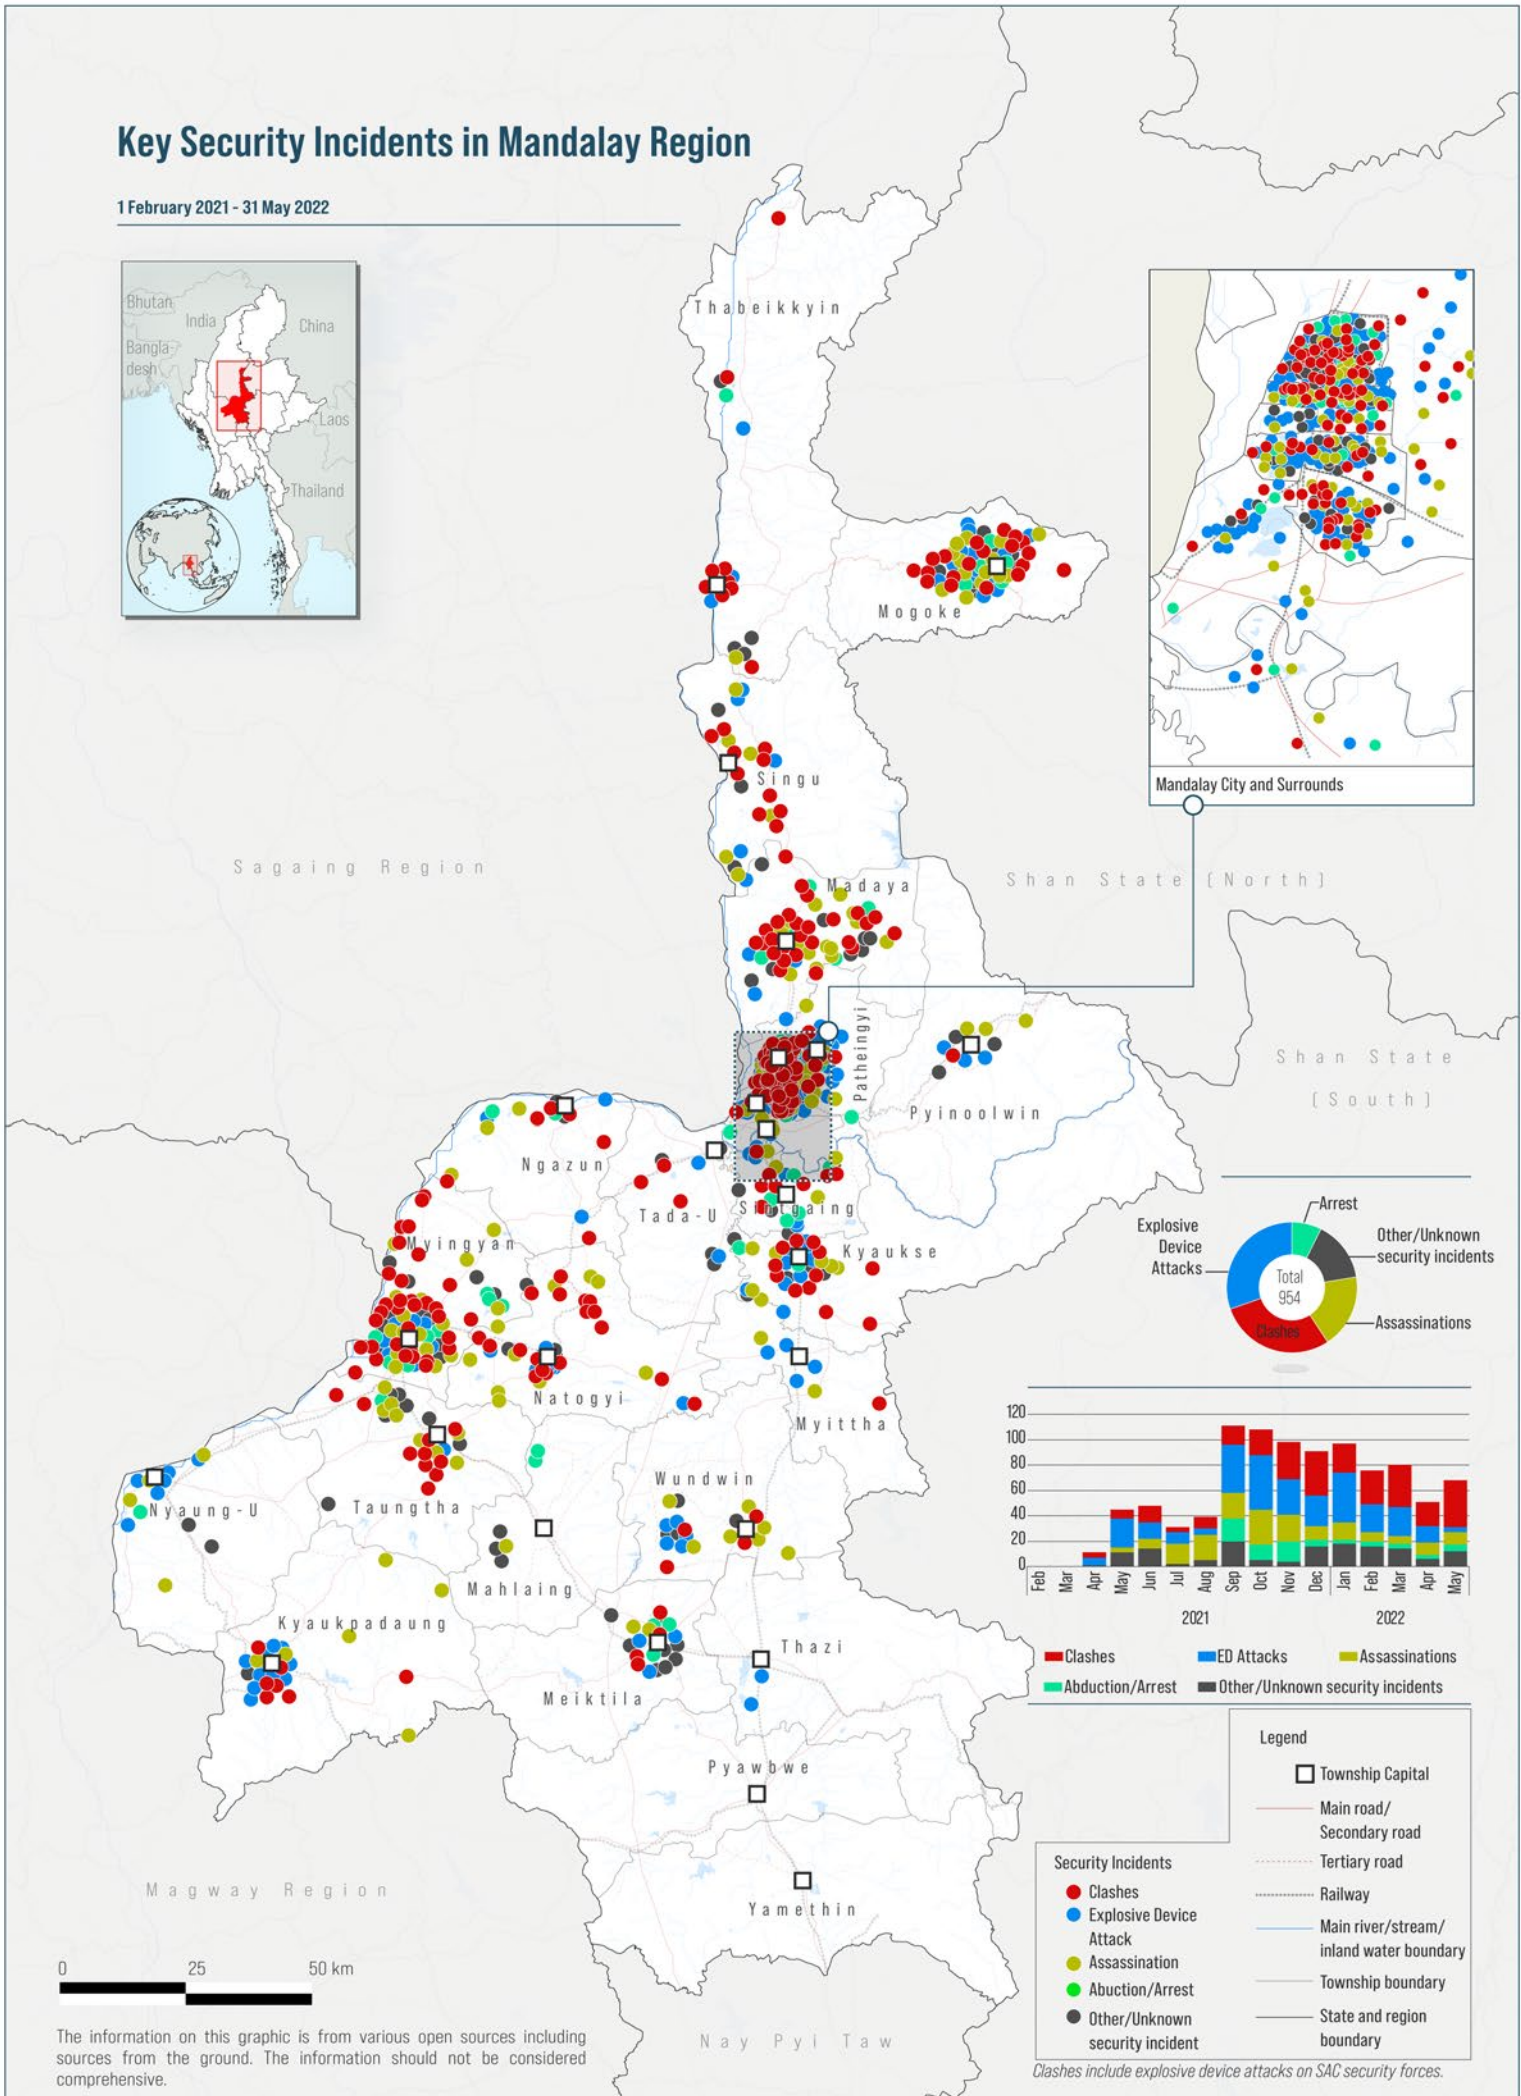 Key Security Incidents in Mandalay Region
1 February 2021 - 31 May 2022
Bhutan
India
China
Bangla-
desh
Laos
Thailand
Thabeikkyin
Mogoke
Singu
Mandalay City and Surrounds
Sagaing Region
Madaya
Shan State (North)
Patheingyi
Pyinoolwin
Shan State
(South)
Ngazun
Tada-U
Sintgaing
Myingyan
Kyaukse
Natogyi
Myittha
Wundwin
Nyaung-U
Taungtha
Mahlaing
Kyaukpadaung
Thazi
Meiktila
Pyawbwe
Yamethin
Magway Region
Nay Pyi Taw
Arrest
Explosive
Device
Attacks
Other/Unknown
security incidents
Total
954
Assassinations
Clashes
120
100
80
60
40
20
0
Feb Mar Apr May Jun Jul Aug Sep Oct Nov Dec Jan Feb Mar Apr May
2021 2022
Clashes ED Attacks Assassinations
Abduction/Arrest Other/Unknown security incidents
Legend
Township Capital
Main road/
Secondary road
Tertiary road
Railway
Main river/stream/
inland water boundary
Township boundary
State and region
boundary
Security Incidents
Clashes
Explosive Device
Attack
Assassination
Abuction/Arrest
Other/Unknown
security incident
Clashes include explosive device attacks on SAC security forces.
0 25 50 km
The information on this graphic is from various open sources including
sources from the ground. The information should not be considered
comprehensive.